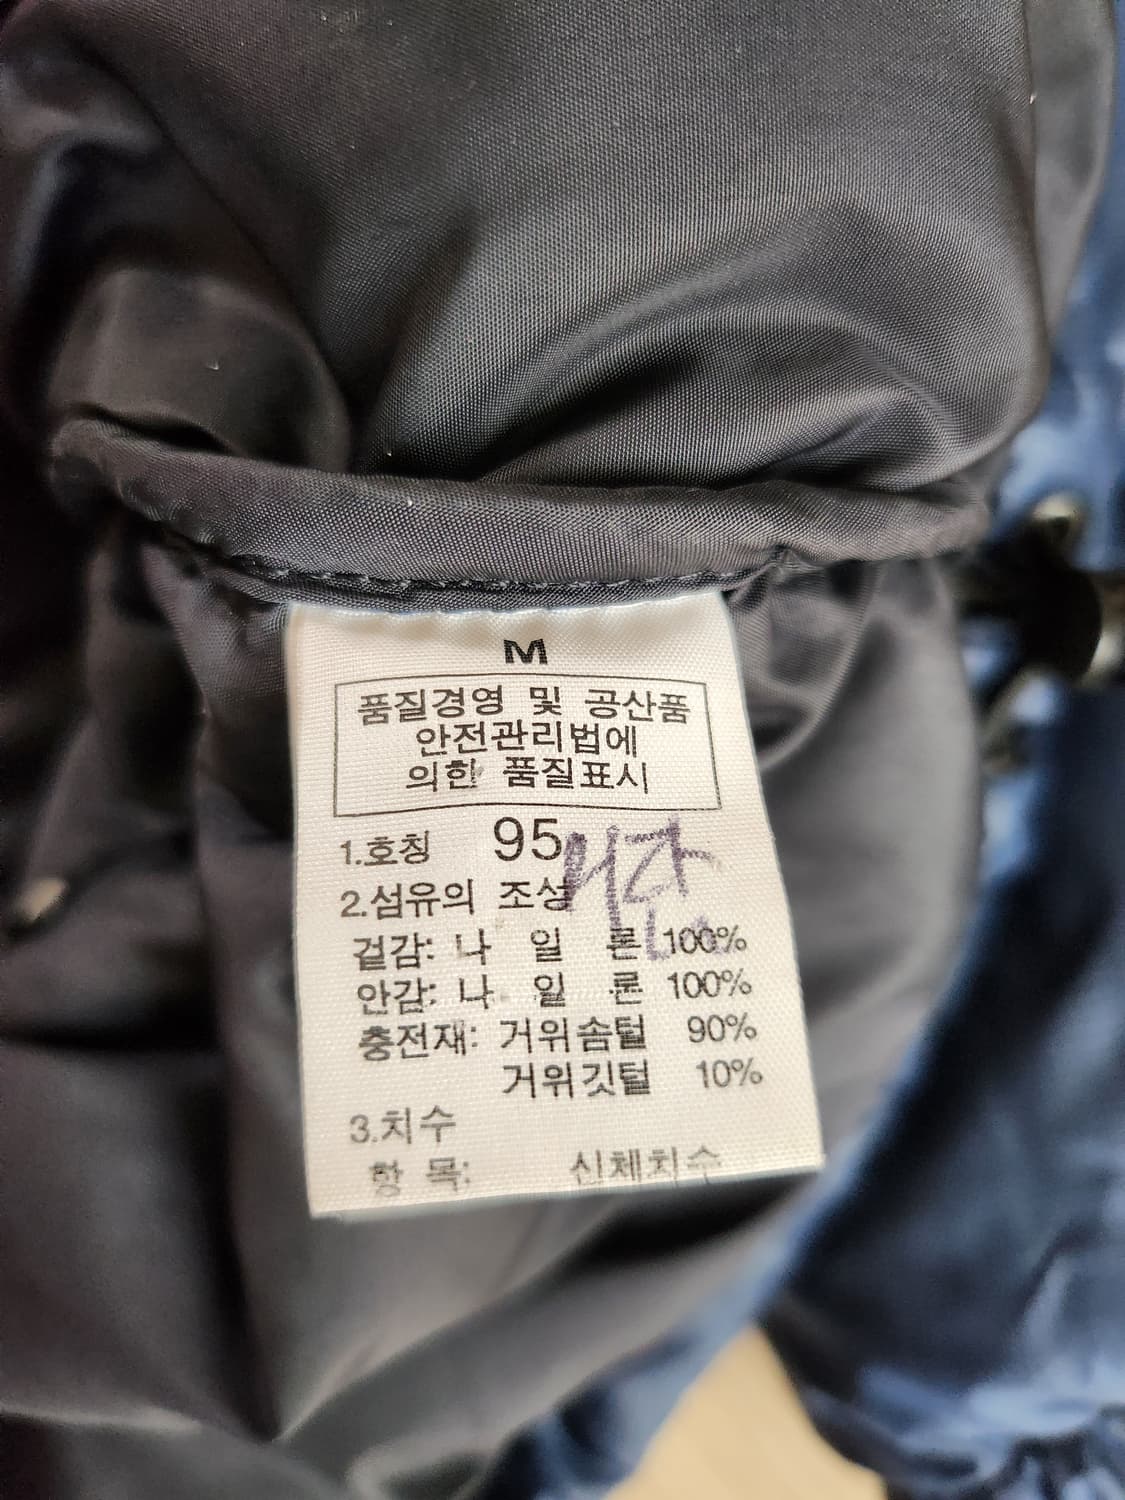 M
품질경영 및 공산품
안전관리법에
의한 품질표시
1.호칭 95
2.섬유의 조성
겉감: 나 일 론 100%
안감: 나 일 론 100%
충전재: 거위솜털 90%
거위깃털 10%
3.치수
항 목: 신체치수